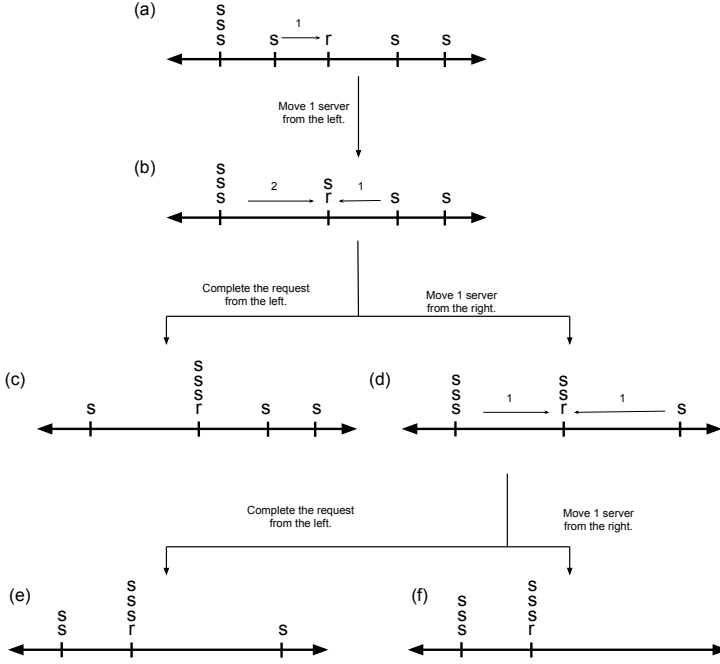 (a)
s
s
s s 1 r s s
Move 1 server
from the left.
(b)
s
s 2 s 1
s r s s
Complete the request
from the left.
Move 1 server
from the right.
(c)
s
s
s
s r s s
(d)
s
s s
s 1 r 1 s
Complete the request
from the left.
Move 1 server
from the right.
(e)
s
s
s s
s r s
(f)
s
s s
s s
s r